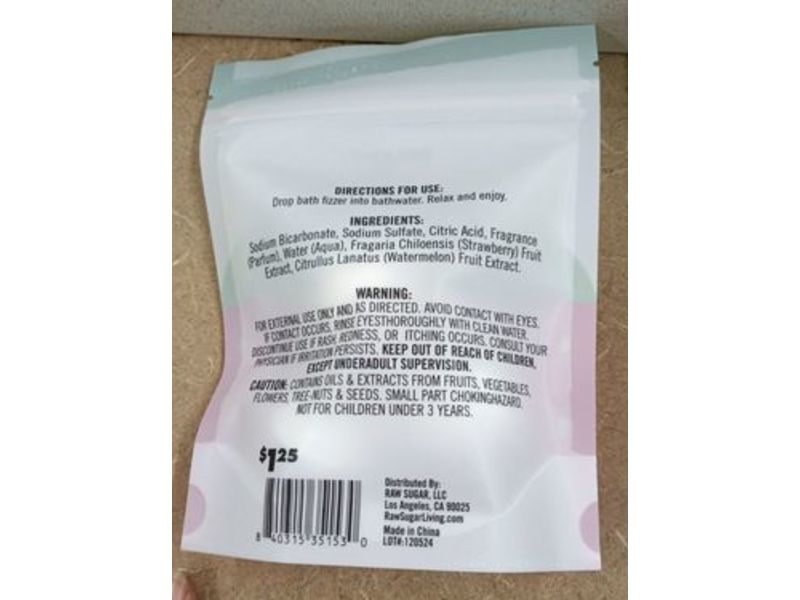 DIRECTIONS FOR USE:
Drop bath fizzer into bathwater. Relax and enjoy.
INGREDIENTS:
Sodium Bicarbonate, Sodium Sulfate, Citric Acid, Fragrance
(Parfum), Water (Aqua), Fragaria Chiloensis (Strawberry) Fruit
Extract, Citrullus Lanatus (Watermelon) Fruit Extract.
WARNING:
FOR EXTERNAL USE ONLY AND AS DIRECTED. AVOID CONTACT WITH EYES.
IF CONTACT OCCURS, RINSE EYESTHOROUGHLY WITH CLEAN WATER.
DISCONTINUE USE IF RASH, REDNESS, OR ITCHING OCCURS. CONSULT YOUR
PHYSICIAN IF IRRITATION PERSISTS. KEEP OUT OF REACH OF CHILDREN,
EXCEPT UNDERADULT SUPERVISION.
CAUTION: CONTAINS OILS & EXTRACTS FROM FRUITS, VEGETABLES,
FLOWERS, TREE-NUTS & SEEDS. SMALL PART CHOKINGHAZARD.
NOT FOR CHILDREN UNDER 3 YEARS.
$1.25
8 40315 35153 0
Distributed By:
RAW SUGAR, LLC
Los Angeles, CA 90025
RawSugarLiving.com
Made in China
LOT#:120524